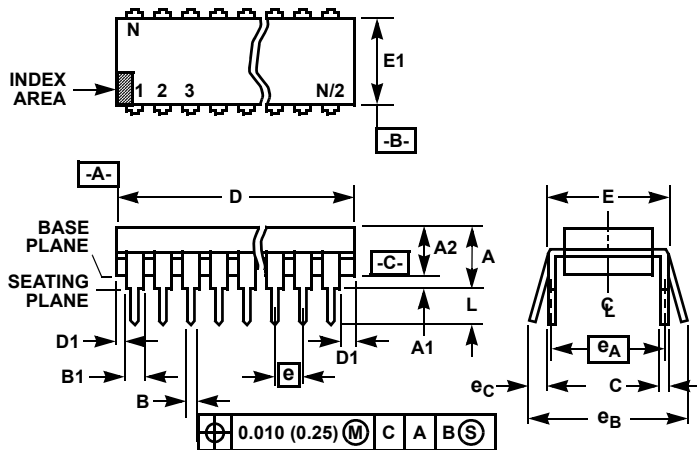 N
E1
INDEX
AREA
1 2 3 N/2
-B-
-A-
D
E
BASE
PLANE
A2
A
-C-
SEATING
PLANE
L
D1
A1
D1
B1
e
eA
B
eC
C
eB
0.010 (0.25) M C A B S